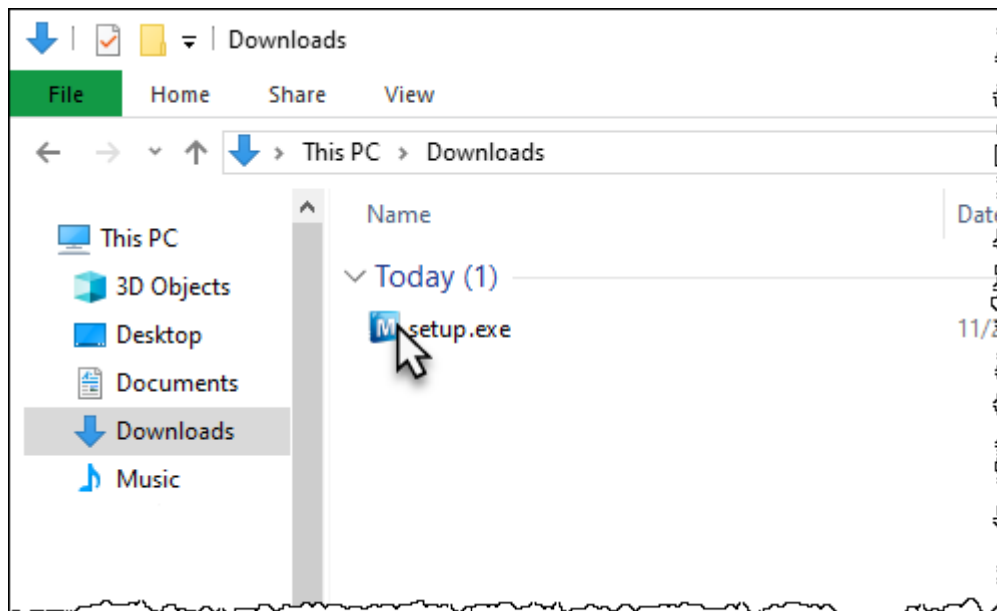 Downloads
File Home Share View
This PC > Downloads
Name
This PC
Today (1)
3D Objects
M setup.exe
Desktop
Documents
Downloads
Music